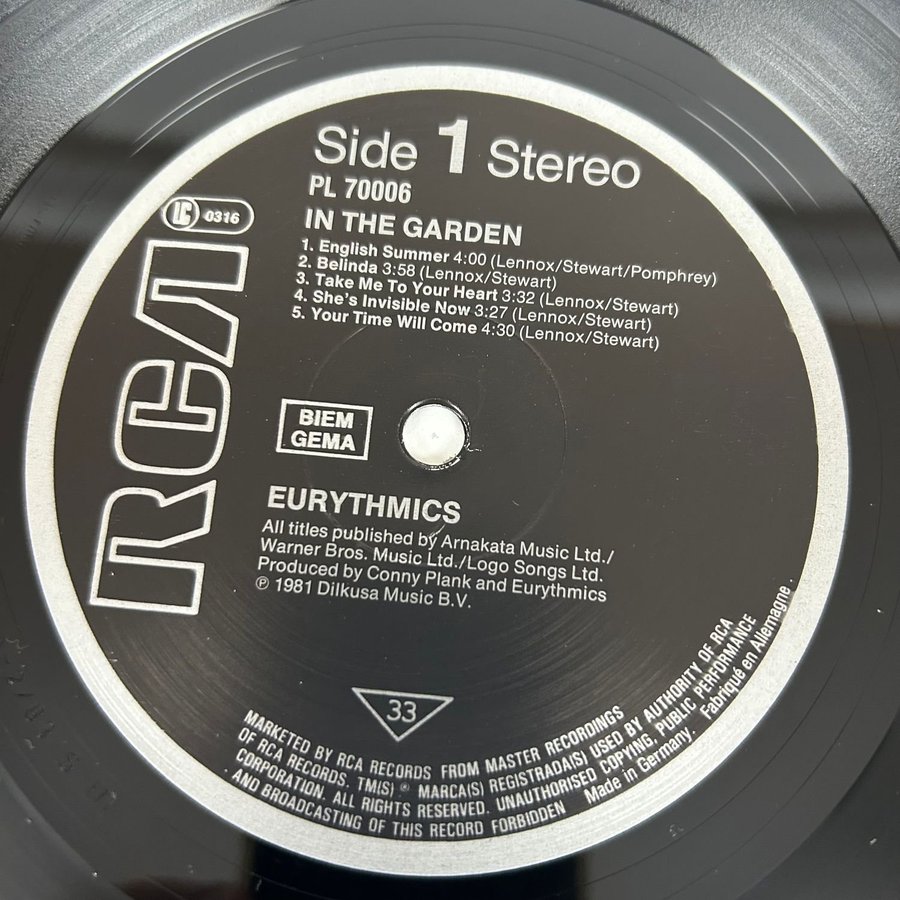 Side 1 Stereo
PL 70006
LC 0316
IN THE GARDEN
1. English Summer 4:00 (Lennox/Stewart/Pomphrey)
2. Belinda 3:58 (Lennox/Stewart)
3. Take Me To Your Heart 3:32 (Lennox/Stewart)
4. She's Invisible Now 3:27 (Lennox/Stewart)
5. Your Time Will Come 4:30 (Lennox/Stewart)
RCA
BIEM
GEMA
EURYTHMICS
All titles published by Arnakata Music Ltd./
Warner Bros. Music Ltd./Logo Songs Ltd.
Produced by Conny Plank and Eurythmics
℗ 1981 Dilkusa Music B.V.
33
MARKETED BY RCA RECORDS FROM MASTER RECORDINGS
OF RCA RECORDS. TM(S) ® MARCA(S) REGISTRADA(S) USED BY AUTHORITY OF RCA
CORPORATION. ALL RIGHTS RESERVED. UNAUTHORISED COPYING, PUBLIC PERFORMANCE
AND BROADCASTING OF THIS RECORD FORBIDDEN Made in Germany. Fabriqué en Allemagne.